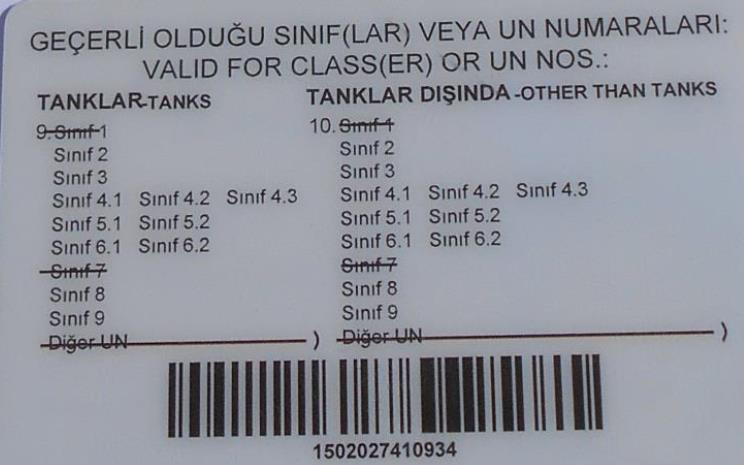 GEÇERLİ OLDUĞU SINIF(LAR) VEYA UN NUMARALARI:
VALID FOR CLASS(ER) OR UN NOS.:
TANKLAR-TANKS
9. Sınıf 1
Sınıf 2
Sınıf 3
Sınıf 4.1 Sınıf 4.2 Sınıf 4.3
Sınıf 5.1 Sınıf 5.2
Sınıf 6.1 Sınıf 6.2
Sınıf 7
Sınıf 8
Sınıf 9
Diğer UN )
TANKLAR DIŞINDA-OTHER THAN TANKS
10. Sınıf 1
Sınıf 2
Sınıf 3
Sınıf 4.1 Sınıf 4.2 Sınıf 4.3
Sınıf 5.1 Sınıf 5.2
Sınıf 6.1 Sınıf 6.2
Sınıf 7
Sınıf 8
Sınıf 9
Diğer UN )
1502027410934